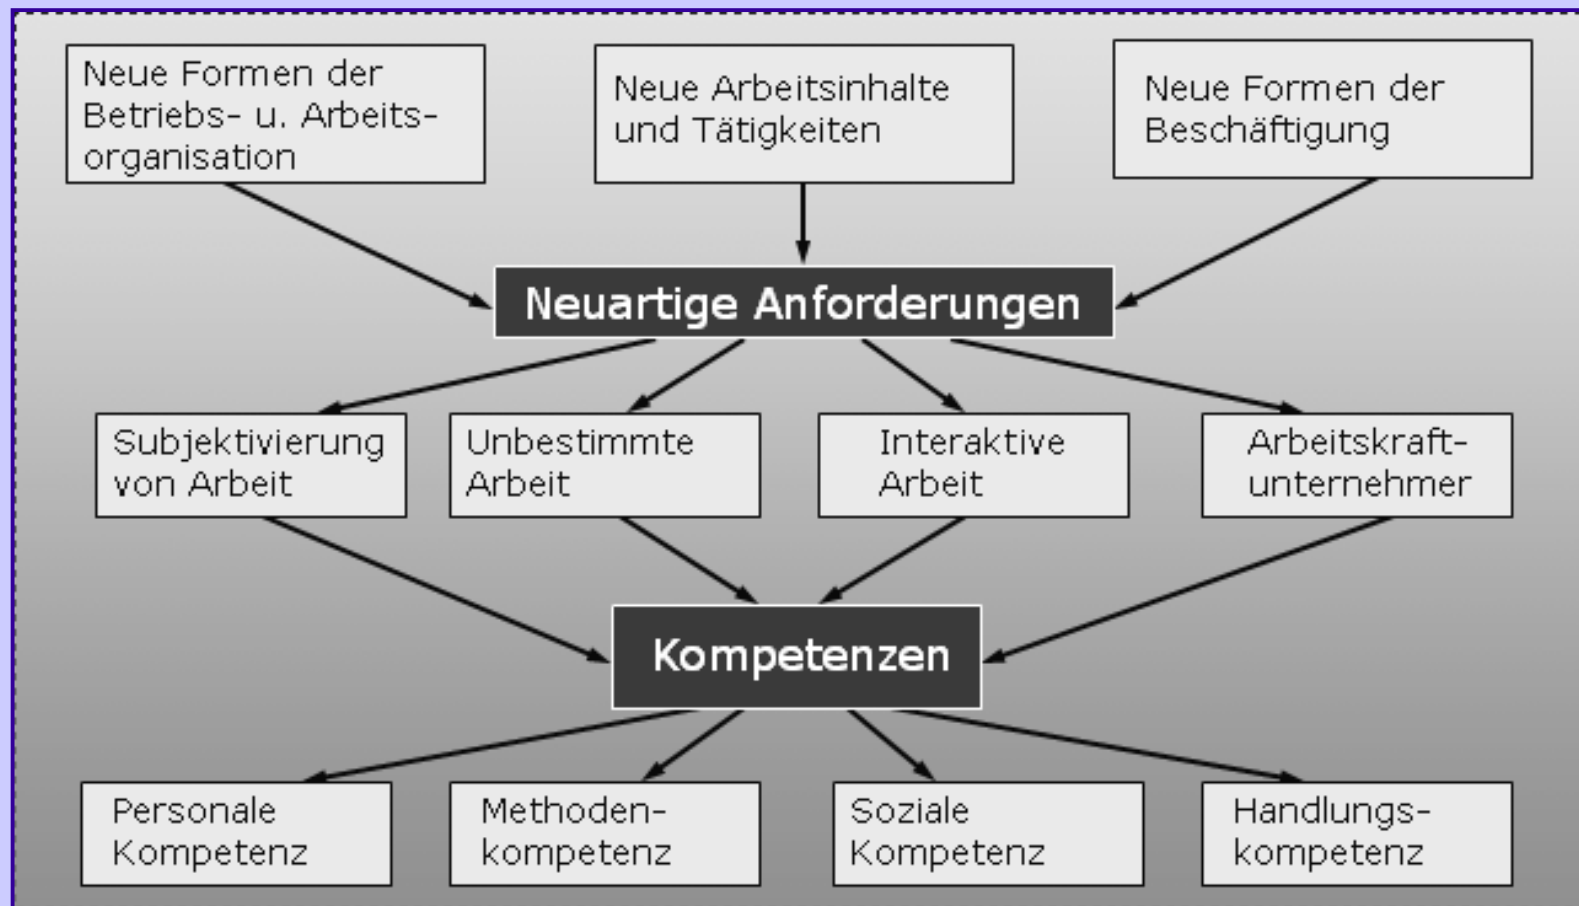 Neue Formen der
Betriebs- u. Arbeits-
organisation
Neue Arbeitsinhalte
und Tätigkeiten
Neue Formen der
Beschäftigung
Neuartige Anforderungen
Subjektivierung
von Arbeit
Unbestimmte
Arbeit
Interaktive
Arbeit
Arbeitskraft-
unternehmer
Kompetenzen
Personale
Kompetenz
Methoden-
kompetenz
Soziale
Kompetenz
Handlungs-
kompetenz